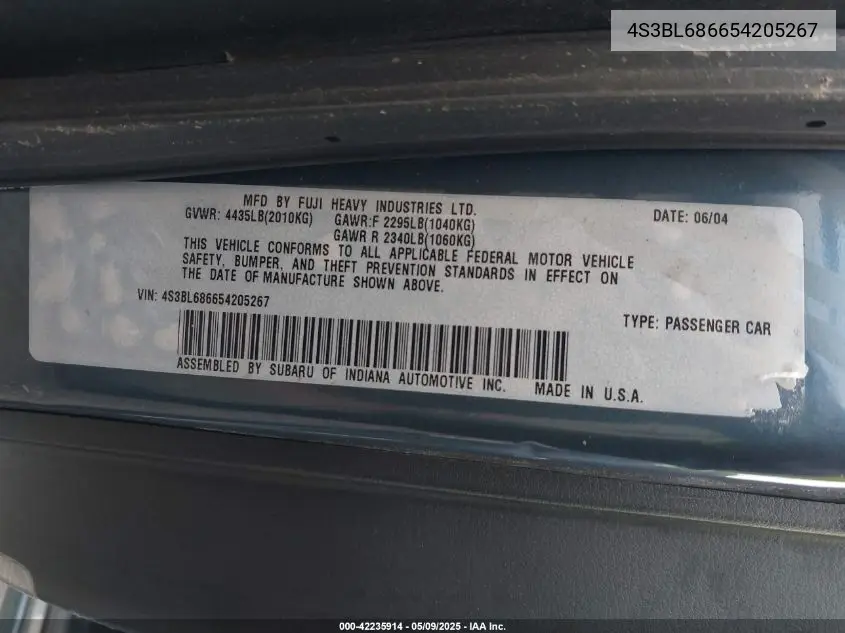 4S3BL686654205267
MFD BY FUJI HEAVY INDUSTRIES LTD.
GVWR: 4435LB(2010KG) GAWR:F 2295LB(1040KG) DATE: 06/04
GAWR R 2340LB(1060KG)
THIS VEHICLE CONFORMS TO ALL APPLICABLE FEDERAL MOTOR VEHICLE
SAFETY, BUMPER, AND THEFT PREVENTION STANDARDS IN EFFECT ON
THE DATE OF MANUFACTURE SHOWN ABOVE.
VIN: 4S3BL686654205267
TYPE: PASSENGER CAR
ASSEMBLED BY SUBARU OF INDIANA AUTOMOTIVE INC. MADE IN U.S.A.
000-42235914 - 05/09/2025 - IAA Inc.